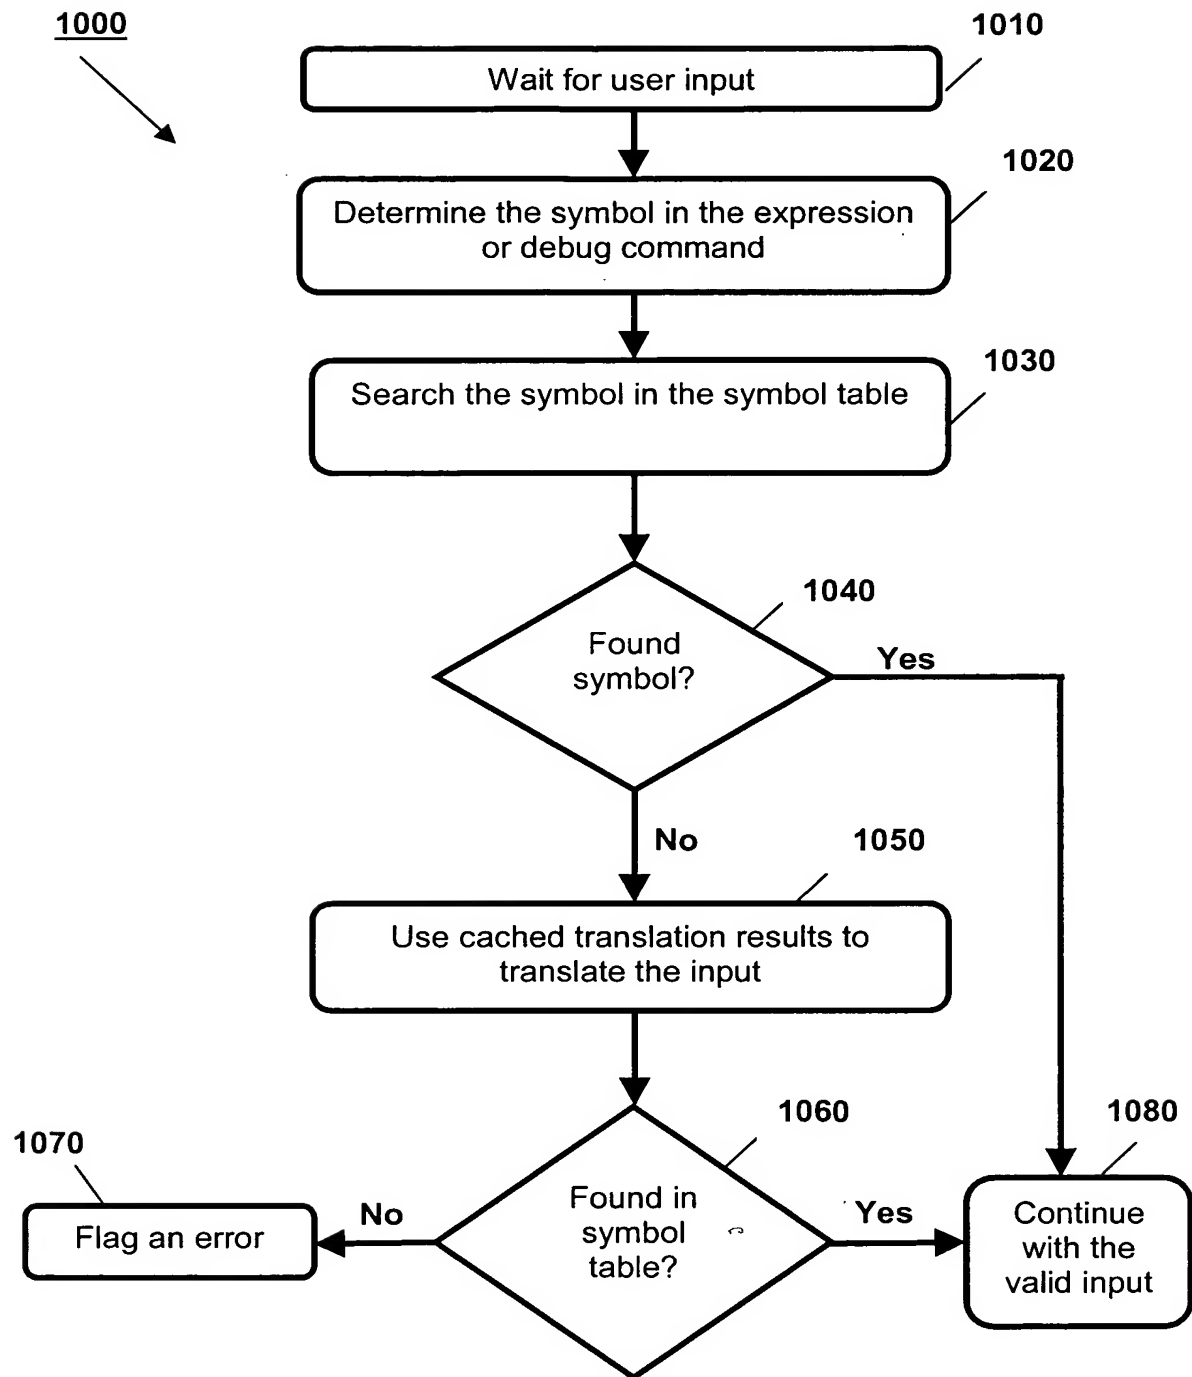 1000
1010
Wait for user input
1020
Determine the symbol in the expression
or debug command
1030
Search the symbol in the symbol table
1040
Found
symbol?
Yes
No
1050
Use cached translation results to
translate the input
1060
1070
1080
Found in
symbol
table?
No
Yes
Flag an error
Continue
with the
valid input